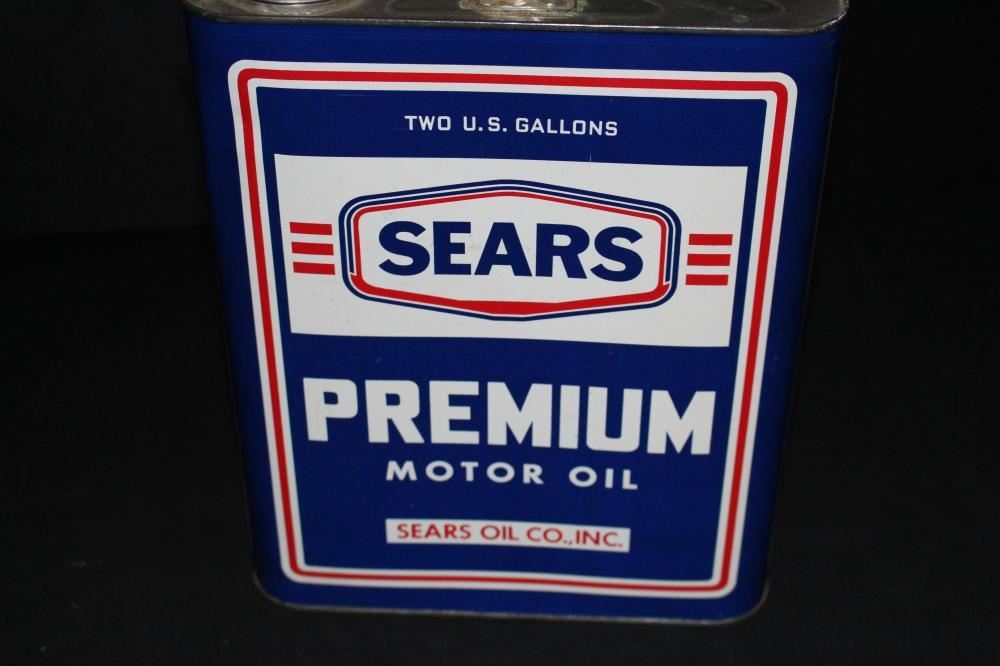 TWO U.S. GALLONS
SEARS
PREMIUM
MOTOR OIL
SEARS OIL CO.,INC.